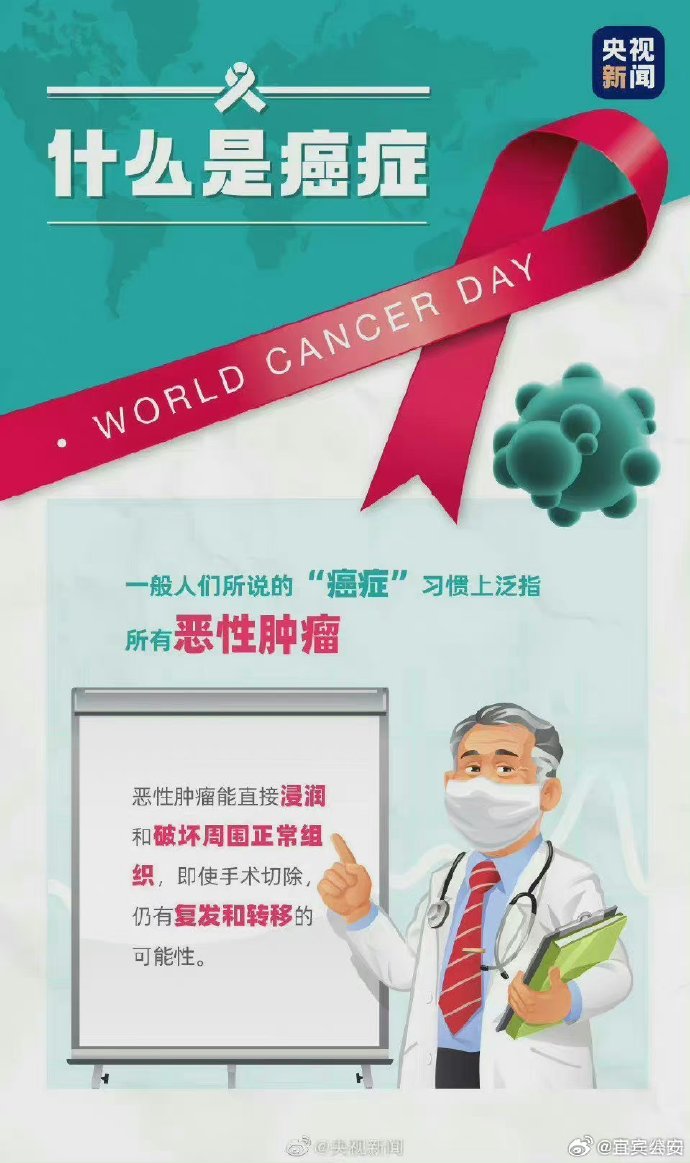 央视
新闻
什么是癌症
· WORLD CANCER DAY
一般人们所说的“癌症”习惯上泛指
所有恶性肿瘤
恶性肿瘤能直接浸润
和破坏周围正常组
织，即使手术切除，
仍有复发和转移的
可能性。
@央视新闻
@宜宾公安